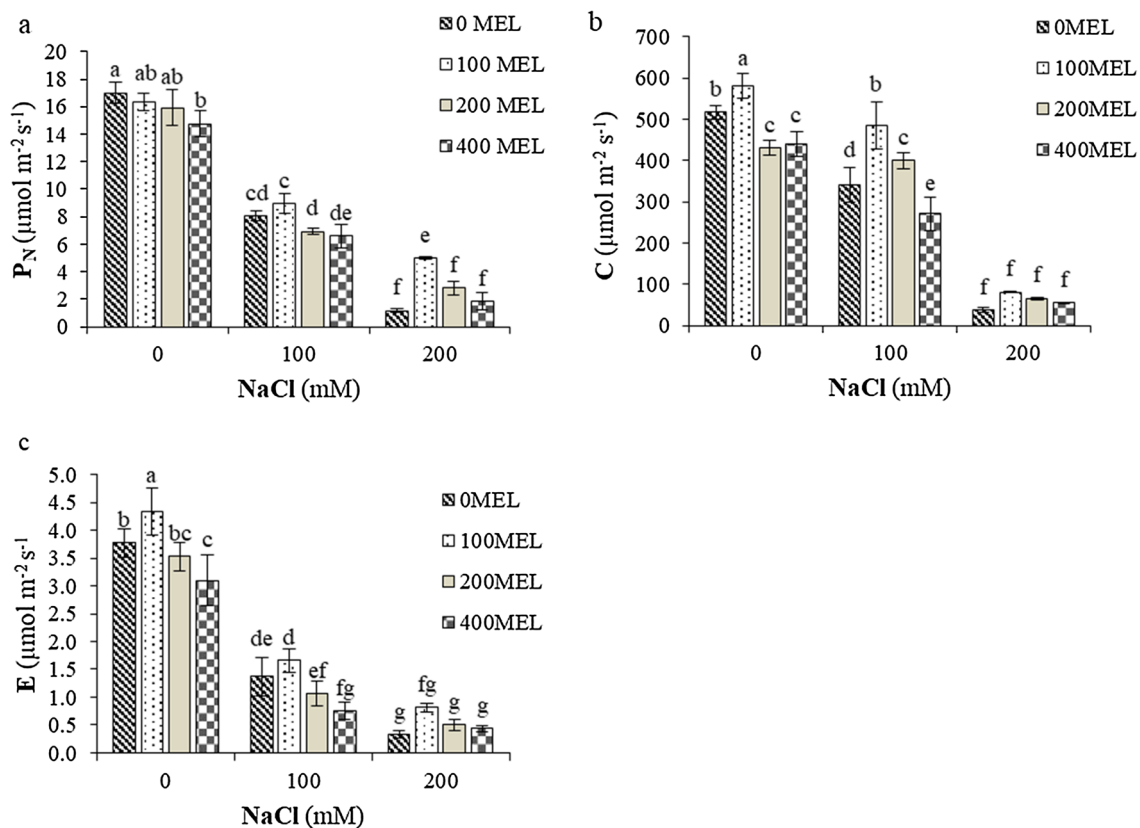 a
0 MEL
100 MEL
200 MEL
400 MEL
20
18
16
14
12
10
8
6
4
2
0
a ab ab b
cd c d de
f e f f
P_N (µmol m⁻² s⁻¹)
0 100 200
NaCl (mM)
b
0MEL
100MEL
200MEL
400MEL
700
600
500
400
300
200
100
0
b a c c
d b c e
f f f f
C (µmol m⁻² s⁻¹)
0 100 200
NaCl (mM)
c
0MEL
100MEL
200MEL
400MEL
5.0
4.5
4.0
3.5
3.0
2.5
2.0
1.5
1.0
0.5
0.0
b a bc c
de d ef fg
g fg g g
E (µmol m⁻² s⁻¹)
0 100 200
NaCl (mM)